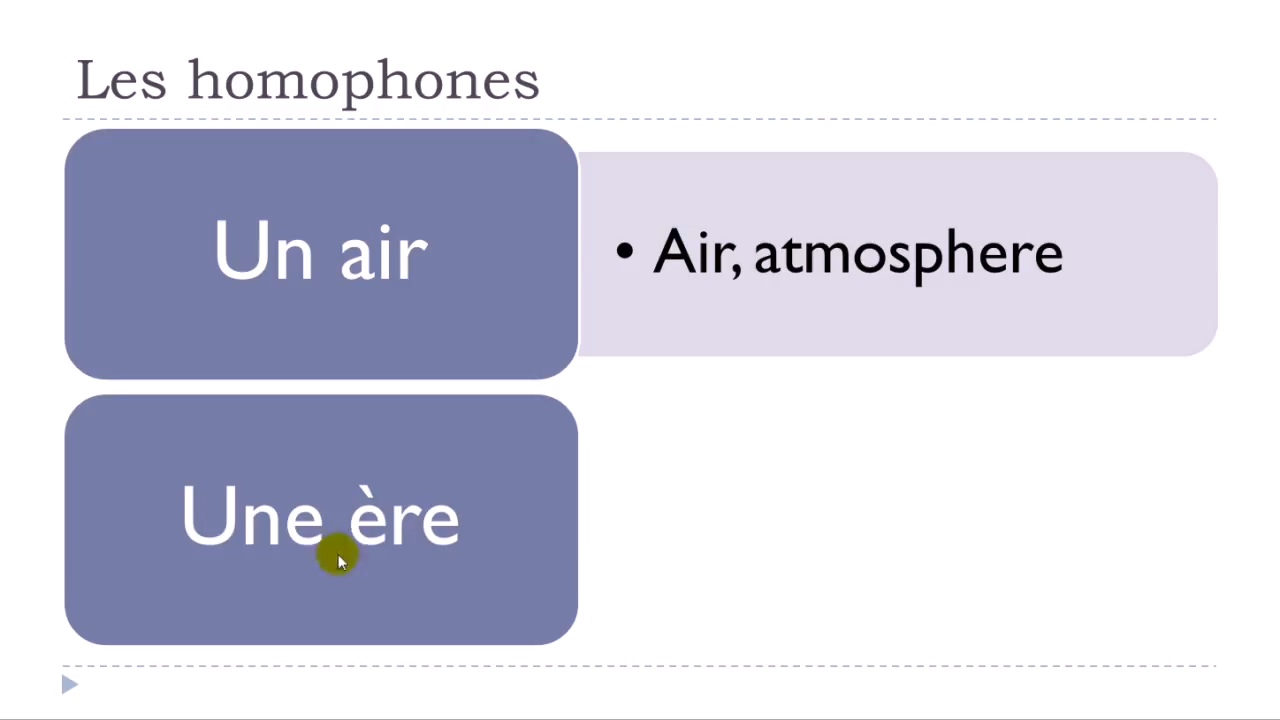 Les homophones
Un air
• Air, atmosphere
Une ère